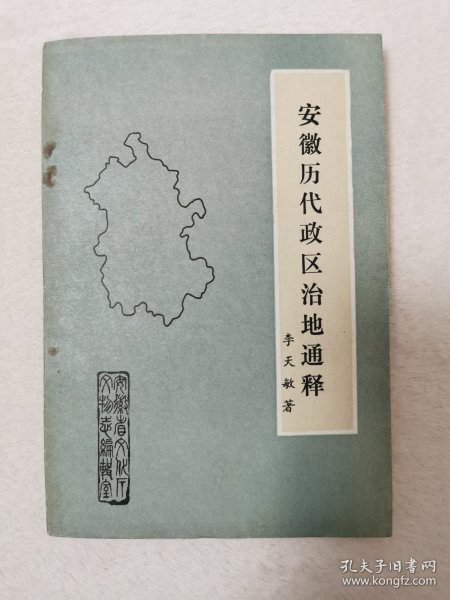 安徽历代政区治地通释
李天敏著
安徽省文化厅
文物志编辑室
孔夫子旧书网
www.kongfz.com